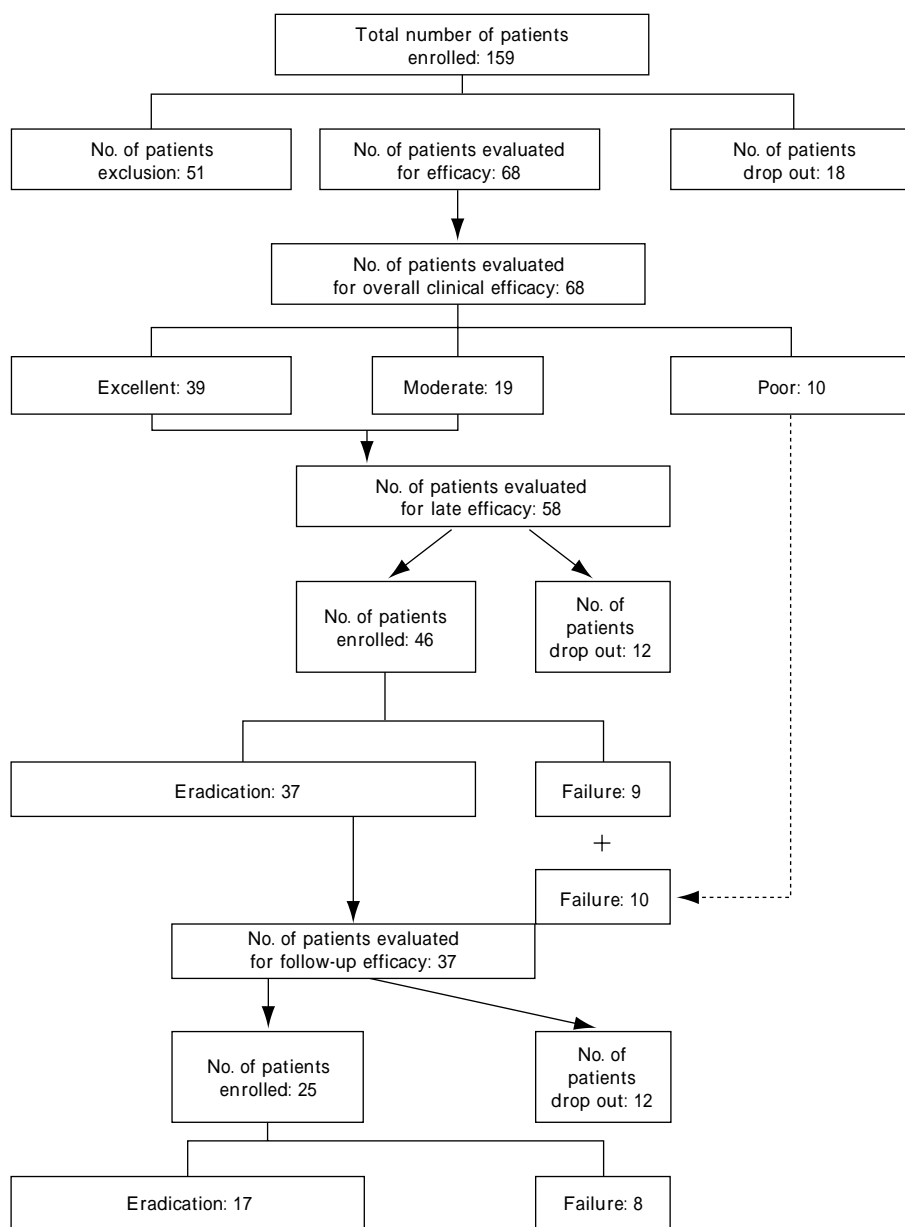 Total number of patients
enrolled: 159
No. of patients
exclusion: 51
No. of patients evaluated
for efficacy: 68
No. of patients
drop out: 18
No. of patients evaluated
for overall clinical efficacy: 68
Excellent: 39
Moderate: 19
Poor: 10
No. of patients evaluated
for late efficacy: 58
No. of patients
enrolled: 46
No. of
patients
drop out: 12
Eradication: 37
Failure: 9
+
Failure: 10
No. of patients evaluated
for follow-up efficacy: 37
No. of patients
enrolled: 25
No. of
patients
drop out: 12
Eradication: 17
Failure: 8